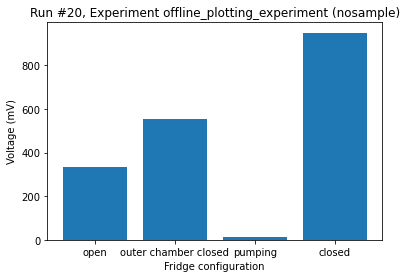 Run #20, Experiment offline_plotting_experiment (nosample)
Voltage (mV)
800
600
400
200
0
open outer chamber closed pumping closed
Fridge configuration